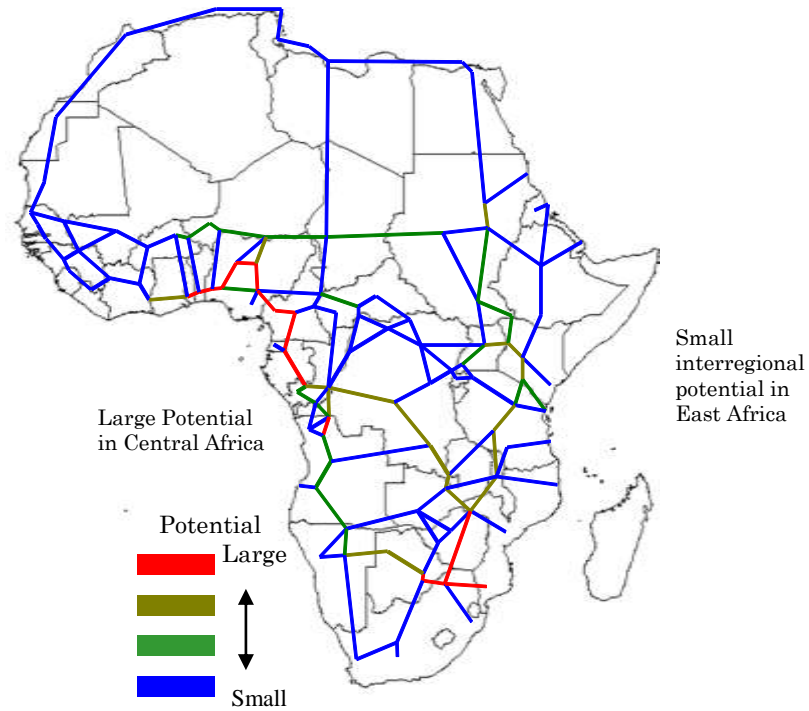 Small
interregional
potential in
East Africa
Large Potential
in Central Africa
Potential
Large
Small